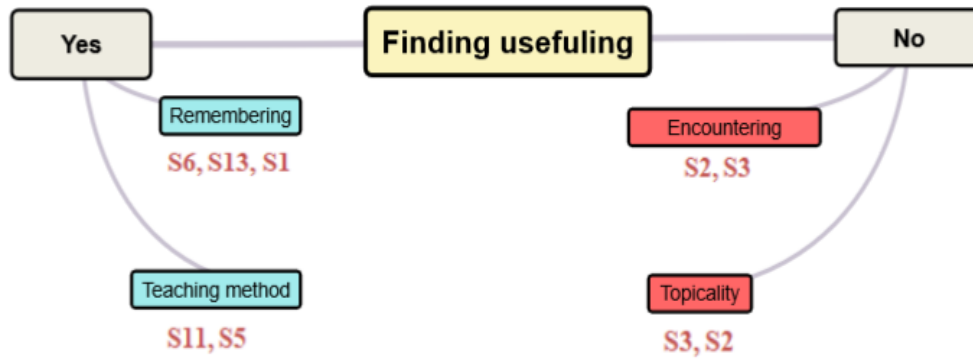 Yes
Finding usefuling
No
Remembering
S6, S13, S1
Encountering
S2, S3
Teaching method
S11, S5
Topicality
S3, S2